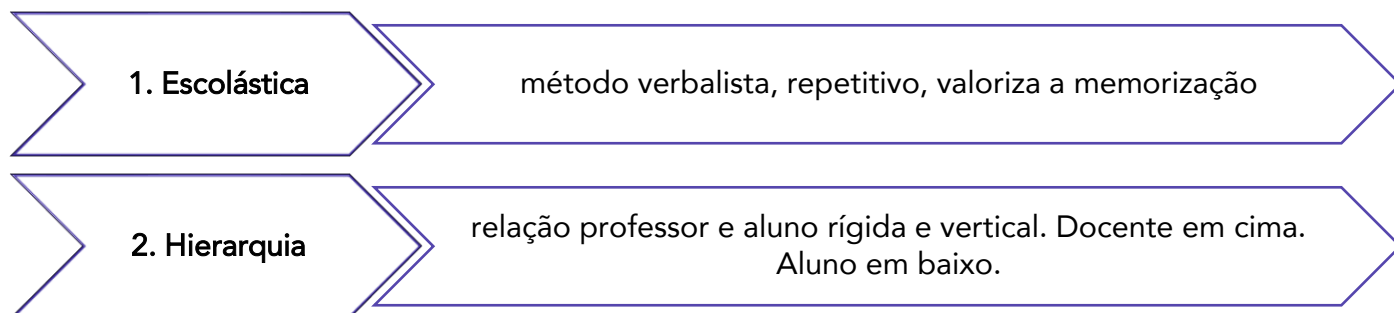 1. Escolástica
método verbalista, repetitivo, valoriza a memorização
2. Hierarquia
relação professor e aluno rígida e vertical. Docente em cima.
Aluno em baixo.